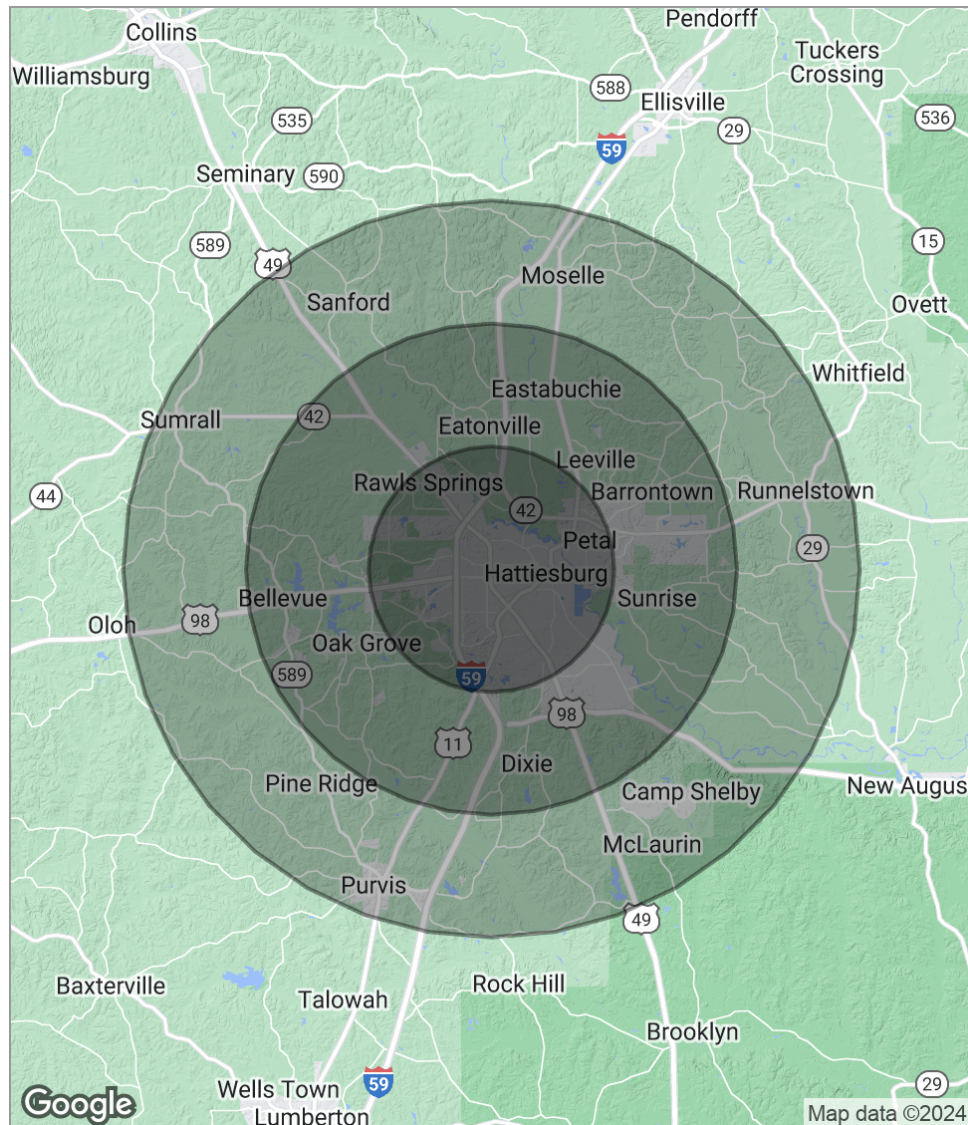 Pendorff
Collins
Tuckers
Crossing
Williamsburg
588
Ellisville
535
29
536
59
Seminary
590
589
15
49
Moselle
Sanford
Ovett
Whitfield
Eastabuchie
Sumrall
42
Eatonville
Leeville
Rawls Springs
Barrontown
Runnelstown
44
42
Petal
29
Hattiesburg
Bellevue
Sunrise
98
Oloh
Oak Grove
589
59
98
11
Dixie
Pine Ridge
Camp Shelby
New Augus
McLaurin
Purvis
49
Baxterville
Rock Hill
Talowah
Brooklyn
59
29
Wells Town
Lumberton
Google
Map data ©2024